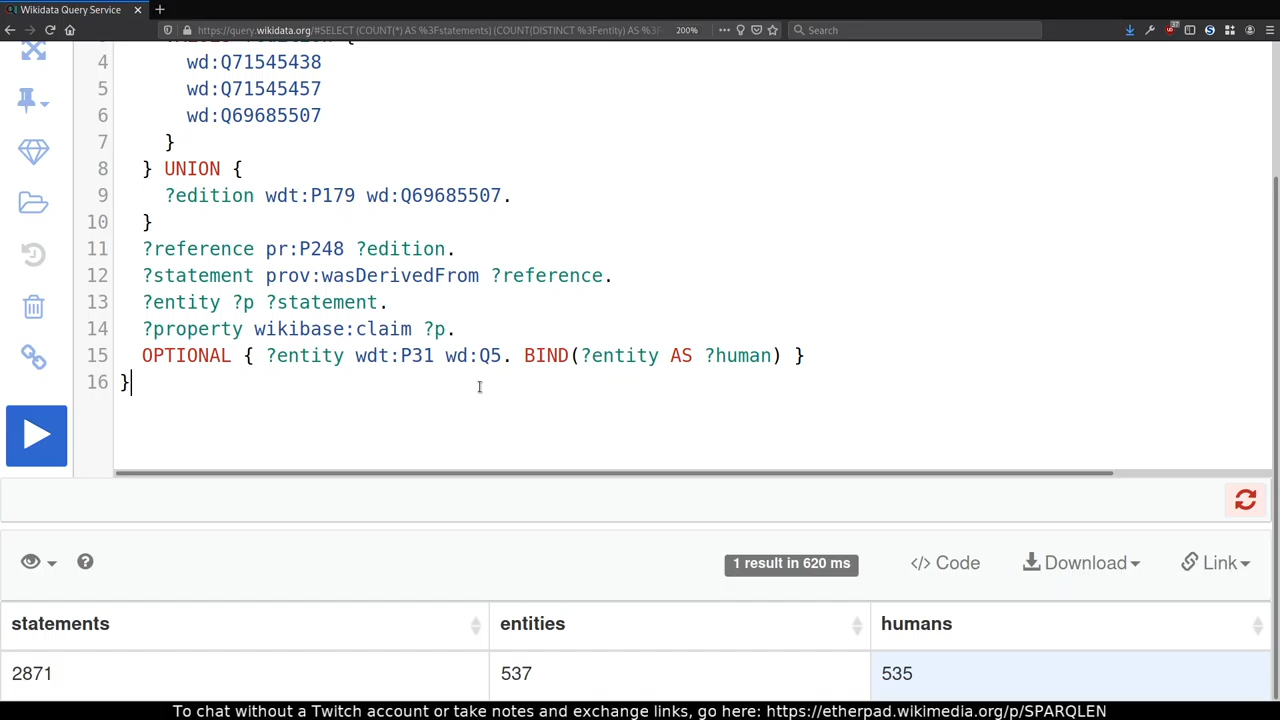 Wikidata Query Service
https://query.wikidata.org/#SELECT (COUNT(*) AS %3Fstatements) (COUNT(DISTINCT %3Fentity) AS %3F
200%
Search
37
4 wd:Q71545438
5 wd:Q71545457
6 wd:Q69685507
7 }
8 } UNION {
9 ?edition wdt:P179 wd:Q69685507.
10 }
11 ?reference pr:P248 ?edition.
12 ?statement prov:wasDerivedFrom ?reference.
13 ?entity ?p ?statement.
14 ?property wikibase:claim ?p.
15 OPTIONAL { ?entity wdt:P31 wd:Q5. BIND(?entity AS ?human) }
16 }
1 result in 620 ms
</> Code
Download
Link
statements entities humans
2871 537 535
To chat without a Twitch account or take notes and exchange links, go here: https://etherpad.wikimedia.org/p/SPARQLEN